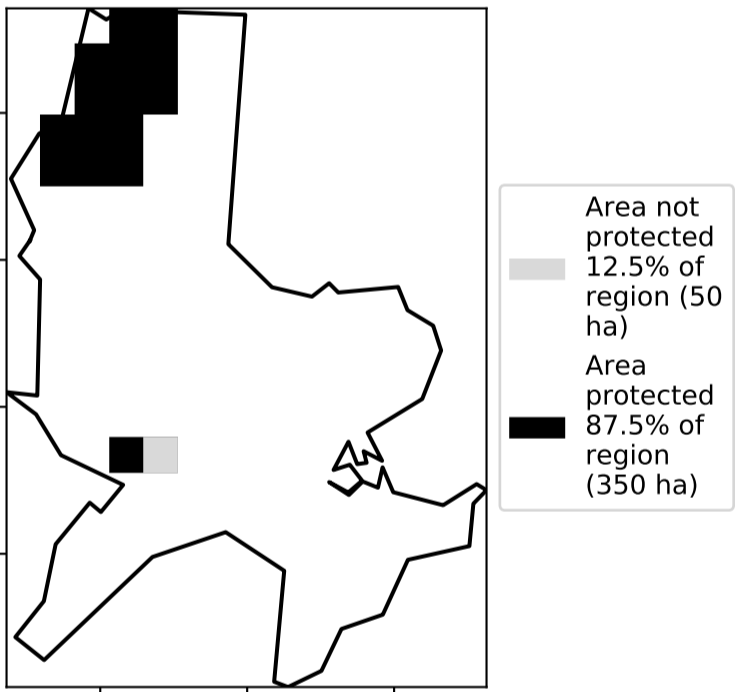 Area not
protected
12.5% of
region (50
ha)
Area
protected
87.5% of
region
(350 ha)